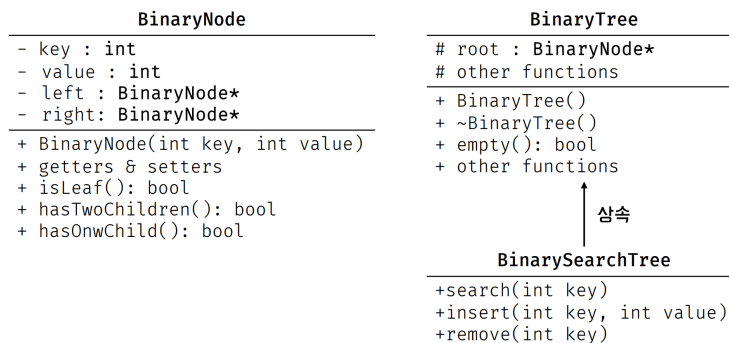 BinaryNode
- key : int
- value : int
- left : BinaryNode*
- right: BinaryNode*
+ BinaryNode(int key, int value)
+ getters & setters
+ isLeaf(): bool
+ hasTwoChildren(): bool
+ hasOnwChild(): bool
BinaryTree
# root : BinaryNode*
# other functions
+ BinaryTree()
+ ~BinaryTree()
+ empty(): bool
+ other functions
상속
BinarySearchTree
+search(int key)
+insert(int key, int value)
+remove(int key)